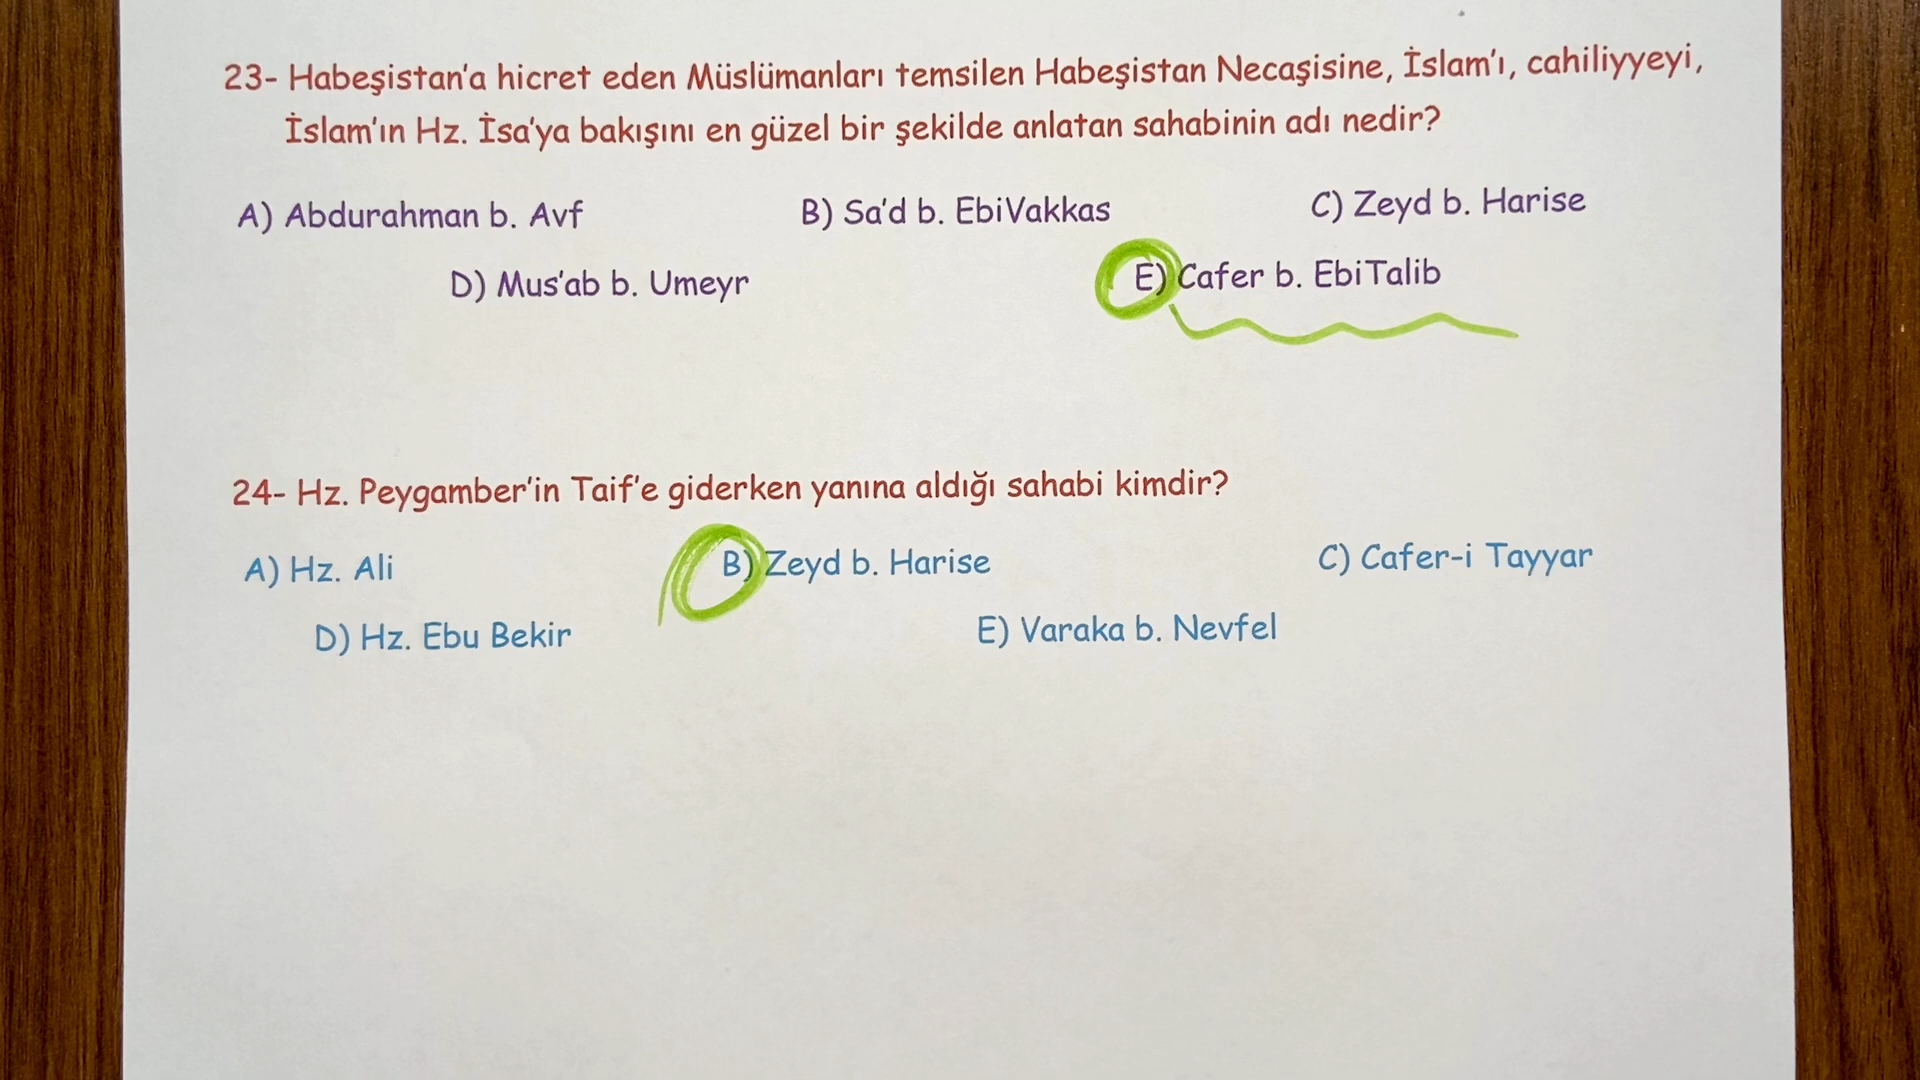 23- Habeşistan'a hicret eden Müslümanları temsilen Habeşistan Necaşisine, İslam'ı, cahiliyyeyi,
İslam'ın Hz. İsa'ya bakışını en güzel bir şekilde anlatan sahabinin adı nedir?
A) Abdurahman b. Avf B) Sa'd b. EbiVakkas C) Zeyd b. Harise
D) Mus'ab b. Umeyr E) Cafer b. EbiTalib
24- Hz. Peygamber'in Taif'e giderken yanına aldığı sahabi kimdir?
A) Hz. Ali B) Zeyd b. Harise C) Cafer-i Tayyar
D) Hz. Ebu Bekir E) Varaka b. Nevfel